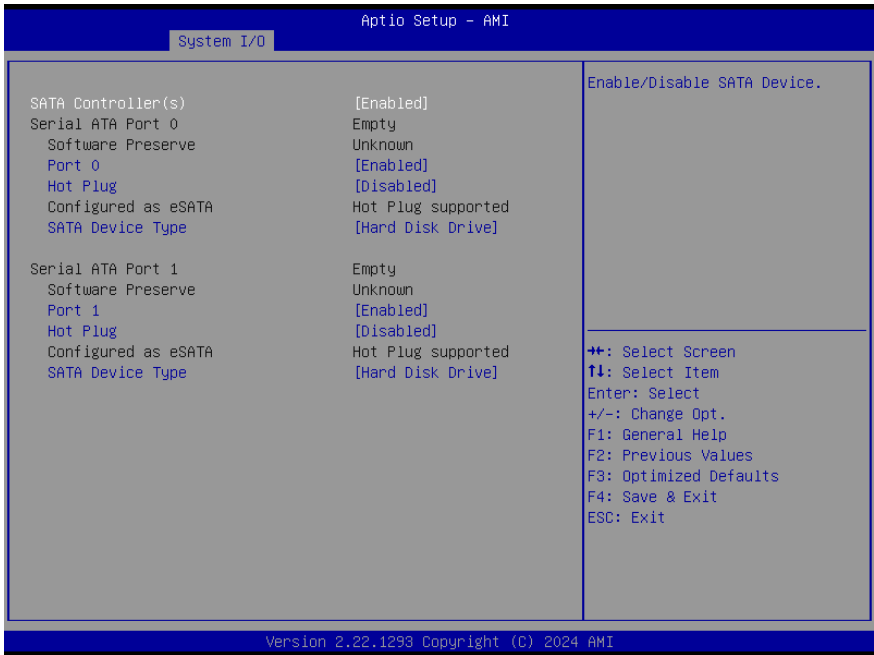 Aptio Setup – AMI
System I/O
SATA Controller(s) [Enabled]
Serial ATA Port 0 Empty
Software Preserve Unknown
Port 0 [Enabled]
Hot Plug [Disabled]
Configured as eSATA Hot Plug supported
SATA Device Type [Hard Disk Drive]
Serial ATA Port 1 Empty
Software Preserve Unknown
Port 1 [Enabled]
Hot Plug [Disabled]
Configured as eSATA Hot Plug supported
SATA Device Type [Hard Disk Drive]
Enable/Disable SATA Device.
→←: Select Screen
↑↓: Select Item
Enter: Select
+/-: Change Opt.
F1: General Help
F2: Previous Values
F3: Optimized Defaults
F4: Save & Exit
ESC: Exit
Version 2.22.1293 Copyright (C) 2024 AMI